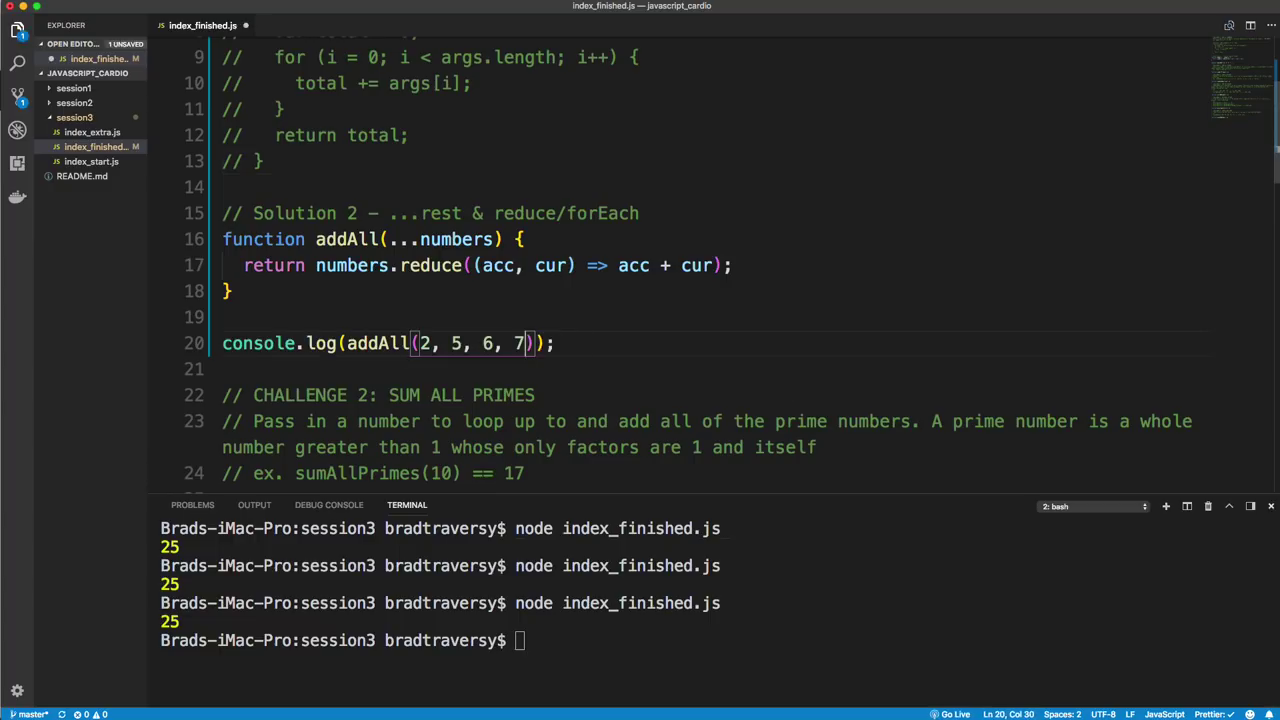 index_finished.js — javascript_cardio
EXPLORER
index_finished.js
OPEN EDITO... 1 UNSAVED
index_finishe... M
JAVASCRIPT_CARDIO
session1
session2
session3
index_extra.js
index_finished... M
index_start.js
README.md
1
1
9 // for (i = 0; i < args.length; i++) {
10 // total += args[i];
11 // }
12 // return total;
13 // }
14
15 // Solution 2 - ...rest & reduce/forEach
16 function addAll(...numbers) {
17 return numbers.reduce((acc, cur) => acc + cur);
18 }
19
20 console.log(addAll(2, 5, 6, 7));
21
22 // CHALLENGE 2: SUM ALL PRIMES
23 // Pass in a number to loop up to and add all of the prime numbers. A prime number is a whole
number greater than 1 whose only factors are 1 and itself
24 // ex. sumAllPrimes(10) == 17
PROBLEMS OUTPUT DEBUG CONSOLE TERMINAL 2: bash
Brads-iMac-Pro:session3 bradtraversy$ node index_finished.js
25
Brads-iMac-Pro:session3 bradtraversy$ node index_finished.js
25
Brads-iMac-Pro:session3 bradtraversy$ node index_finished.js
25
Brads-iMac-Pro:session3 bradtraversy$
master* 0 0 Go Live Ln 20, Col 30 Spaces: 2 UTF-8 LF JavaScript Prettier: ✓